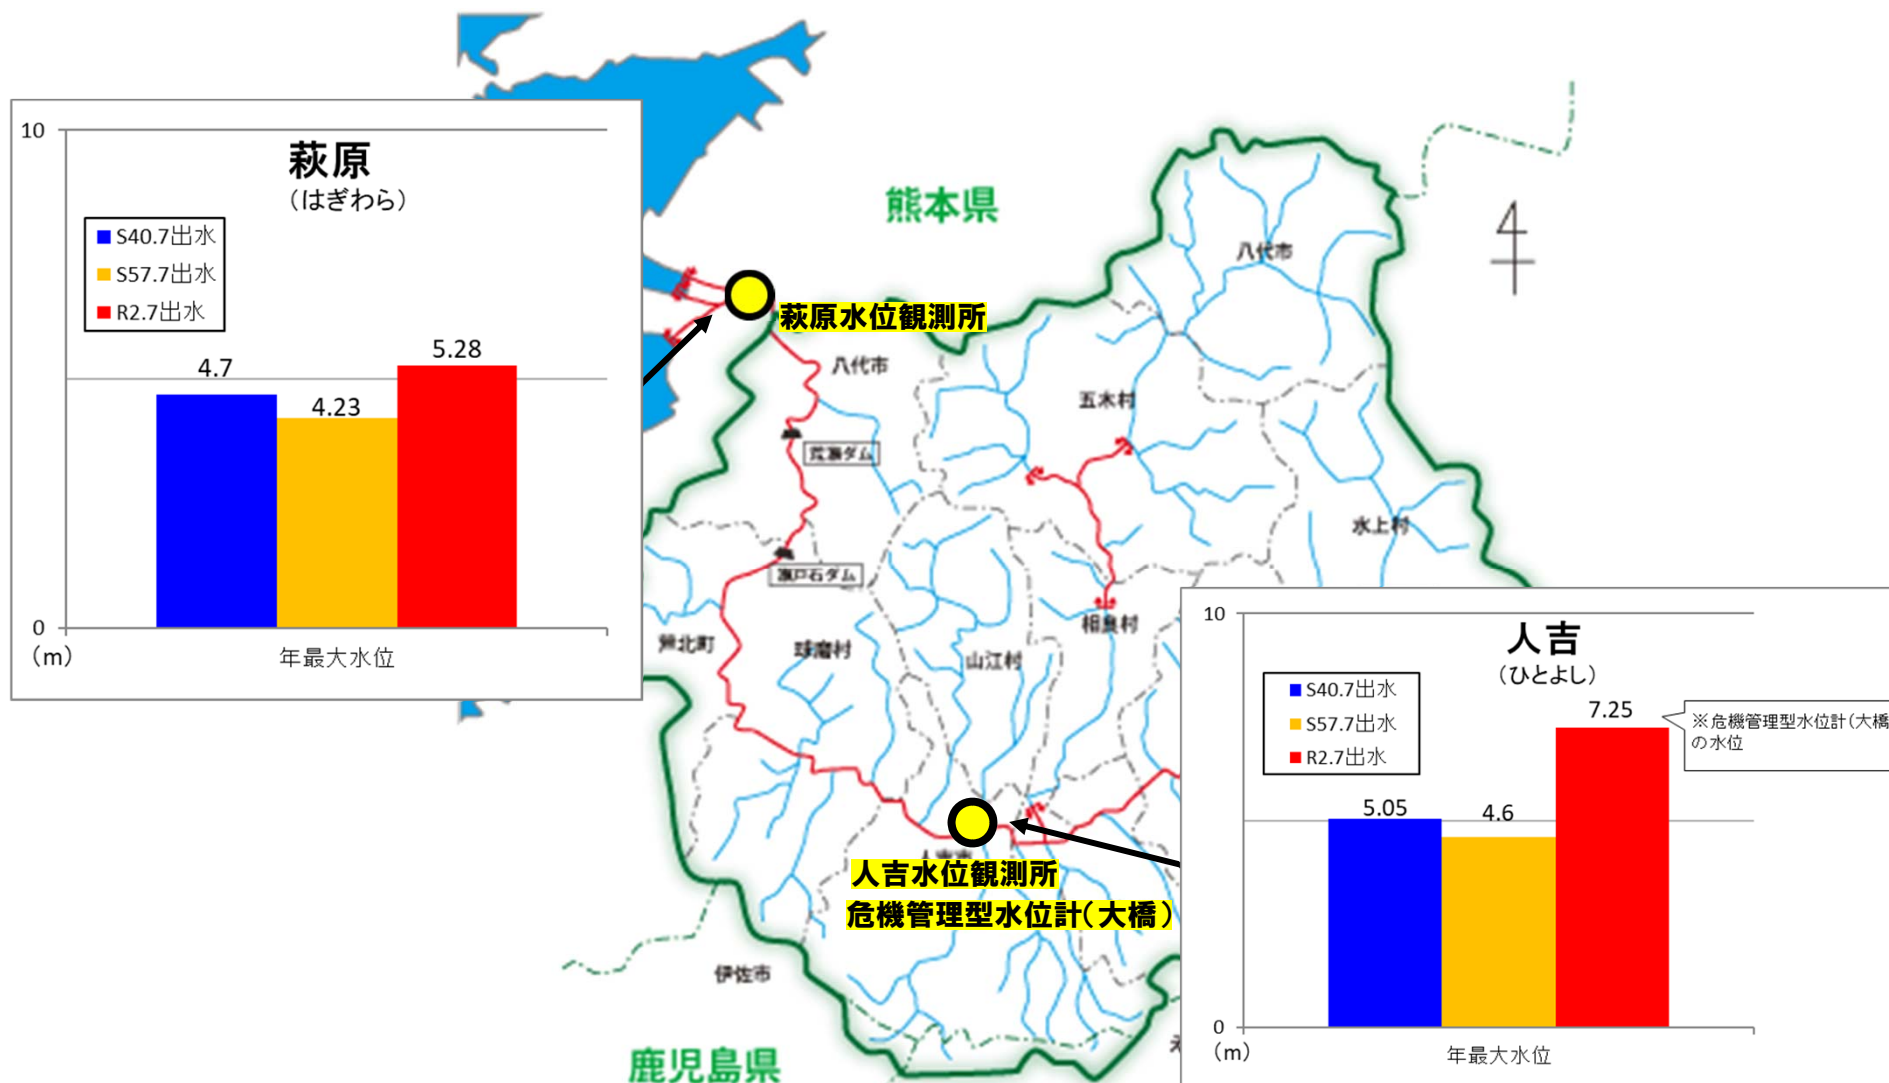 10
萩原
（はぎわら）
S40.7出水
S57.7出水
R2.7出水
4.7
4.23
5.28
0
（m）
年最大水位
熊本県
八代市
萩原水位観測所
八代市
五木村
荒瀬ダム
水上村
瀬戸石ダム
相良村
芦北町
球磨村
山江村
人吉市
人吉水位観測所
危機管理型水位計（大橋）
伊佐市
鹿児島県
10
人吉
（ひとよし）
S40.7出水
S57.7出水
R2.7出水
7.25
※危機管理型水位計（大橋
の水位
5.05
4.6
0
（m）
年最大水位